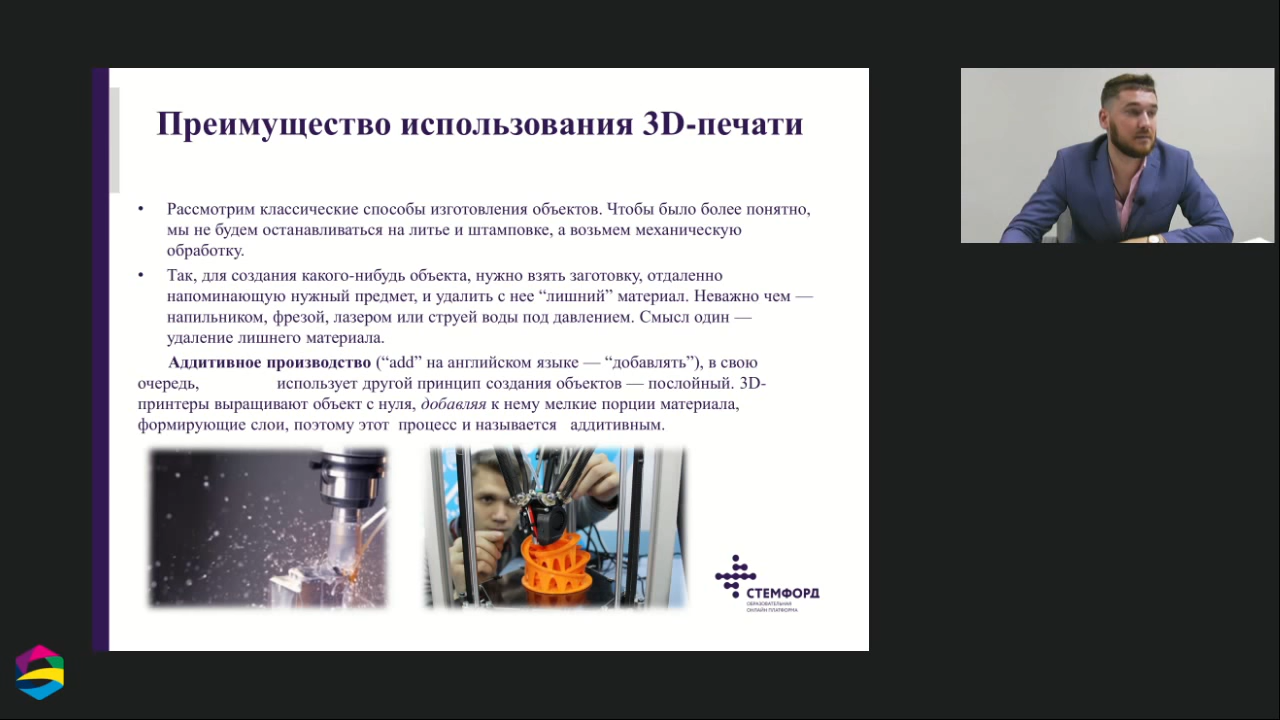 Преимущество использования 3D-печати
• Рассмотрим классические способы изготовления объектов. Чтобы было более понятно,
мы не будем останавливаться на литье и штамповке, а возьмем механическую
обработку.
• Так, для создания какого-нибудь объекта, нужно взять заготовку, отдаленно
напоминающую нужный предмет, и удалить с нее “лишний” материал. Неважно чем —
напильником, фрезой, лазером или струей воды под давлением. Смысл один —
удаление лишнего материала.
Аддитивное производство (“add” на английском языке — “добавлять”), в свою
очередь, использует другой принцип создания объектов — послойный. 3D-
принтеры выращивают объект с нуля, добавляя к нему мелкие порции материала,
формирующие слои, поэтому этот процесс и называется аддитивным.
СТЕМФОРД
ОБРАЗОВАТЕЛЬНАЯ
ОНЛАЙН ПЛАТФОРМА